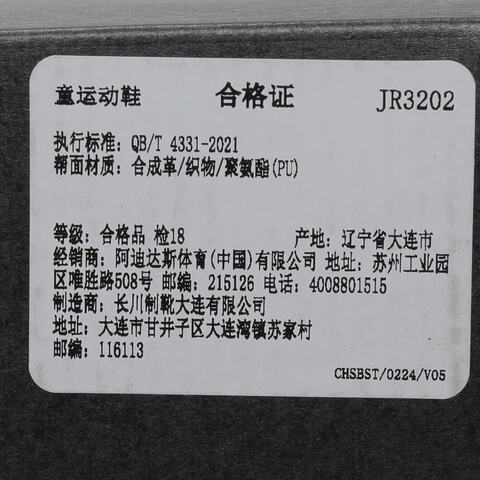 童运动鞋 合格证 JR3202
执行标准: QB/T 4331-2021
帮面材质: 合成革/织物/聚氨酯(PU)
等级: 合格品 检18 产地: 辽宁省大连市
经销商: 阿迪达斯体育(中国)有限公司 地址: 苏州工业园
区唯胜路508号 邮编: 215126 电话: 4008801515
制造商: 长川制靴大连有限公司
地址: 大连市甘井子区大连湾镇苏家村
邮编: 116113
CHSBST/0224/V05